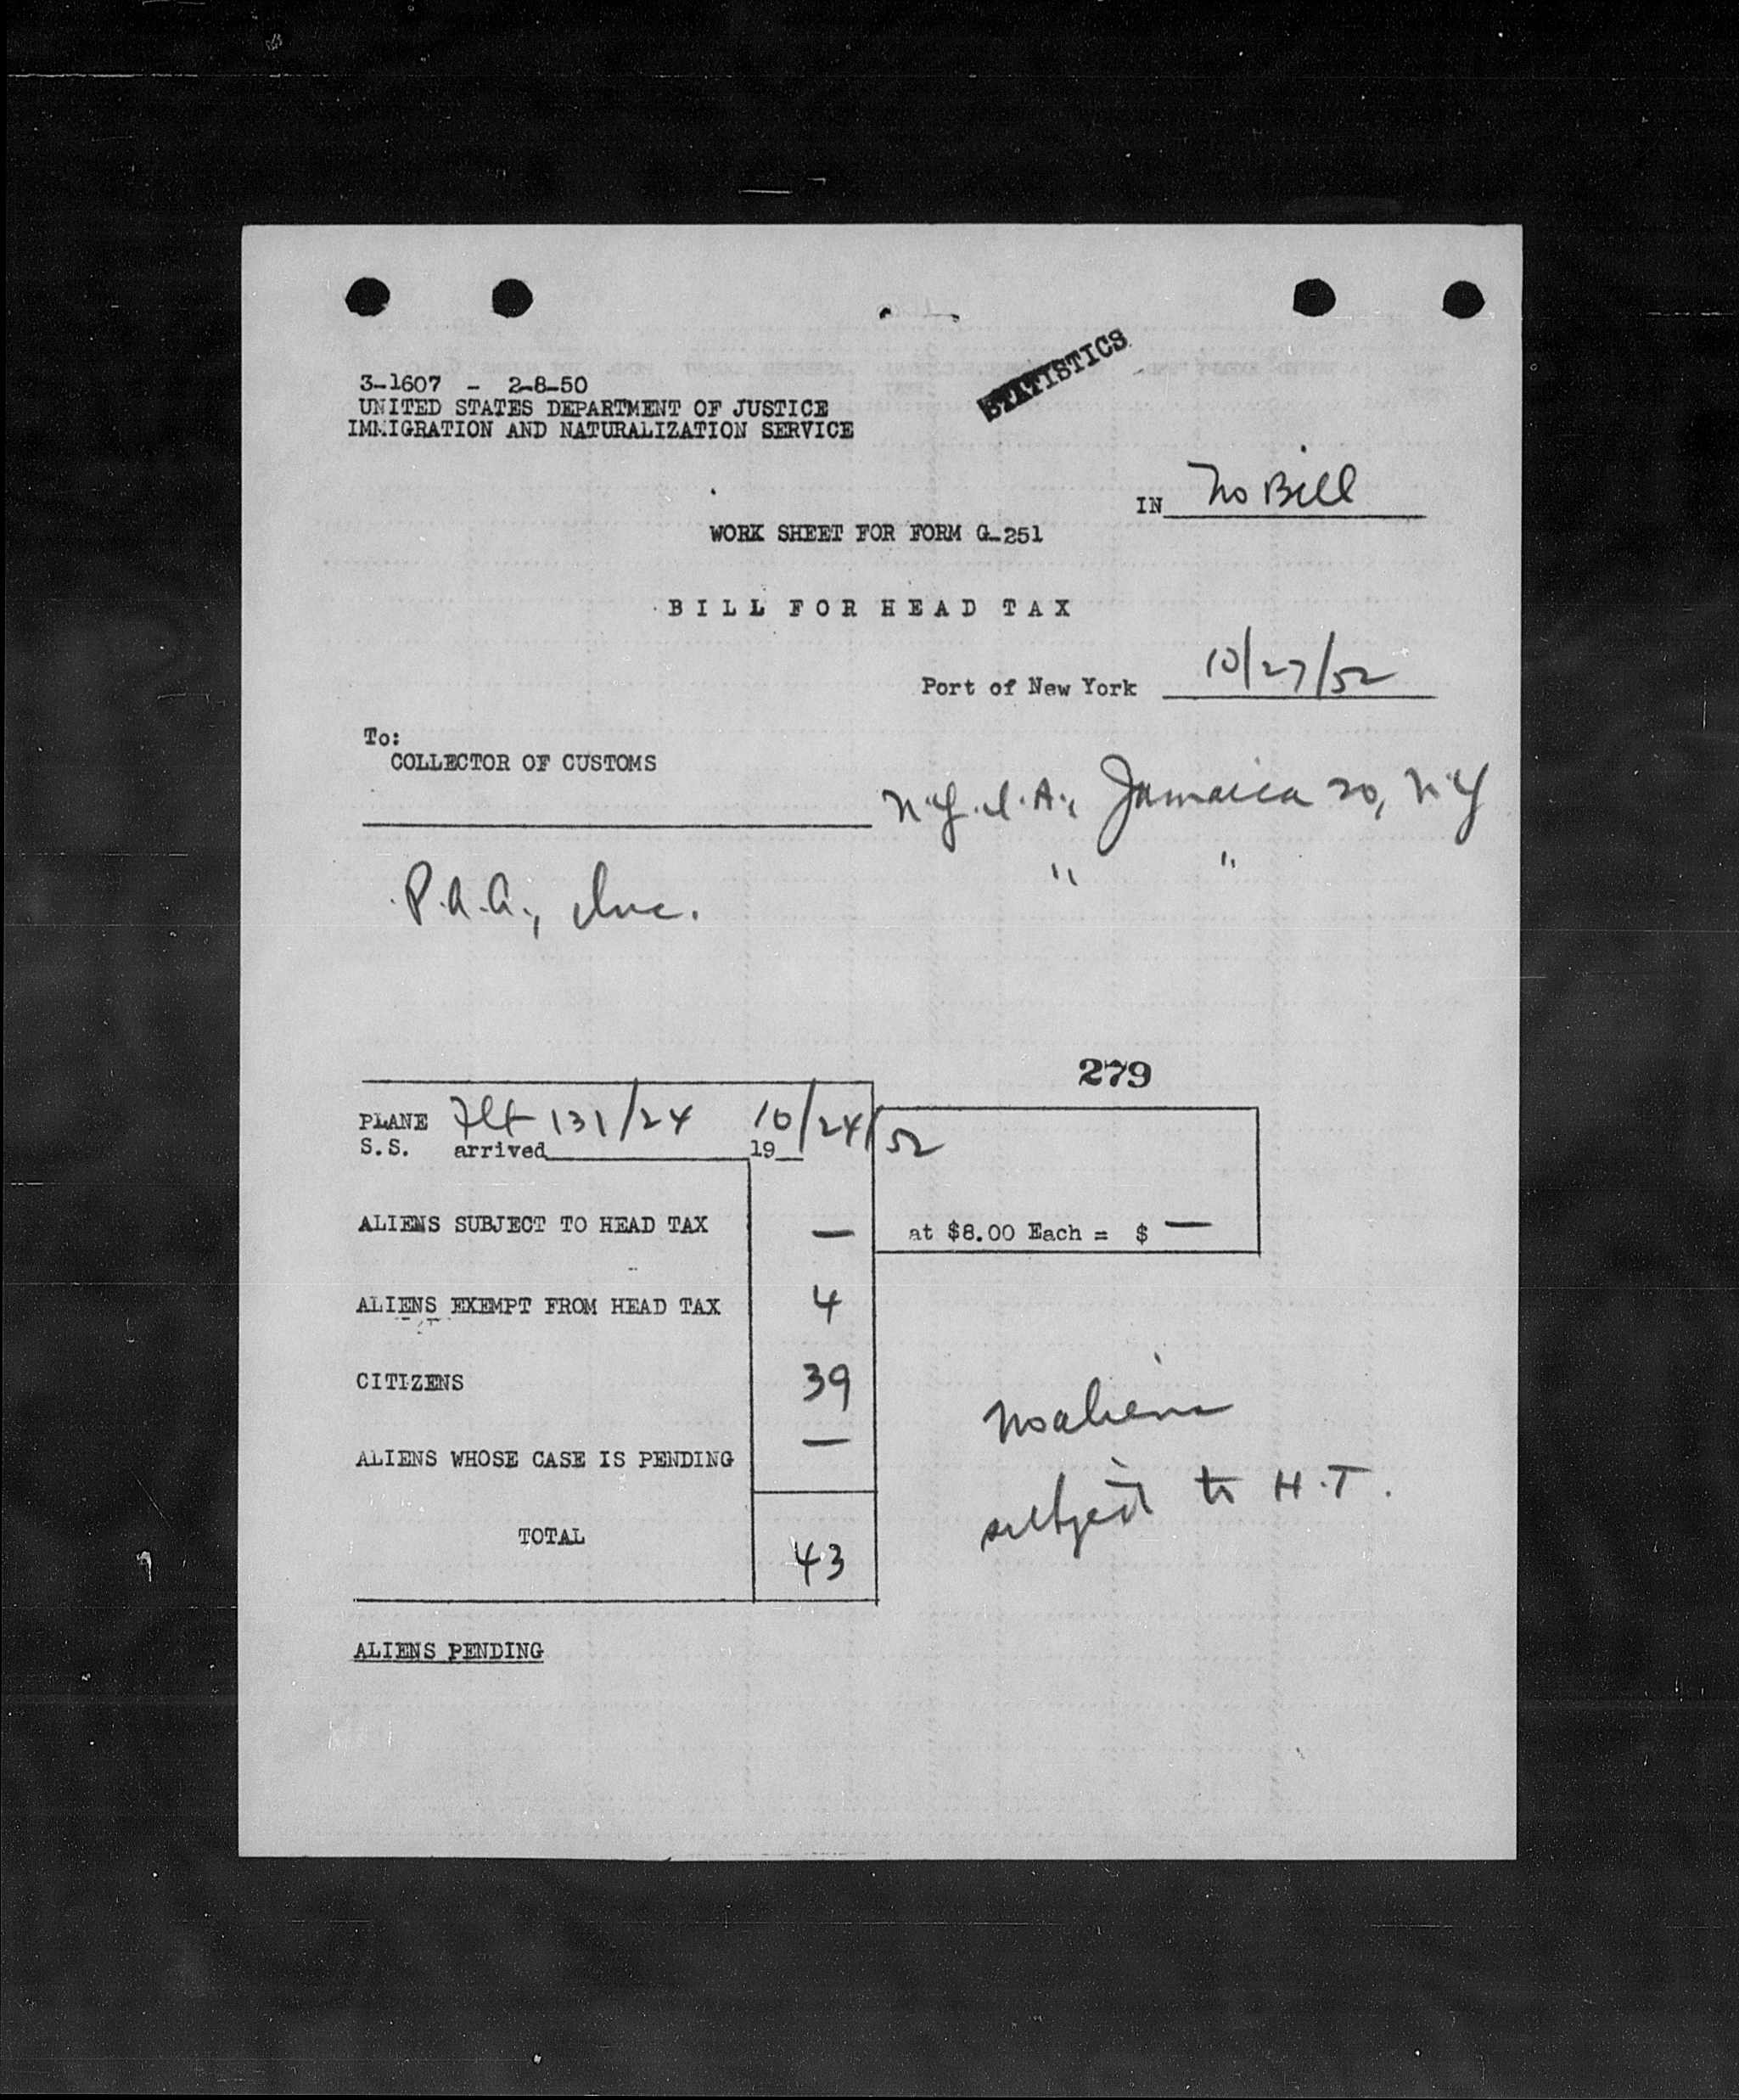 STATISTICS
3-1607 - 2-8-50
UNITED STATES DEPARTMENT OF JUSTICE
IMMIGRATION AND NATURALIZATION SERVICE
IN No Bill
WORK SHEET FOR FORM G-251
BILL FOR HEAD TAX
Port of New York 10/27/52
To:
COLLECTOR OF CUSTOMS
N.Y.I.A., Jamaica 20, N.Y
" "
P.A.A., Inc.
279
PLANE Flt 131/24 10/24/52
S.S. arrived 19
ALIENS SUBJECT TO HEAD TAX — at $8.00 Each = $ —
ALIENS EXEMPT FROM HEAD TAX 4
CITIZENS 39
ALIENS WHOSE CASE IS PENDING —
No aliens
subject to H.T.
TOTAL 43
ALIENS PENDING